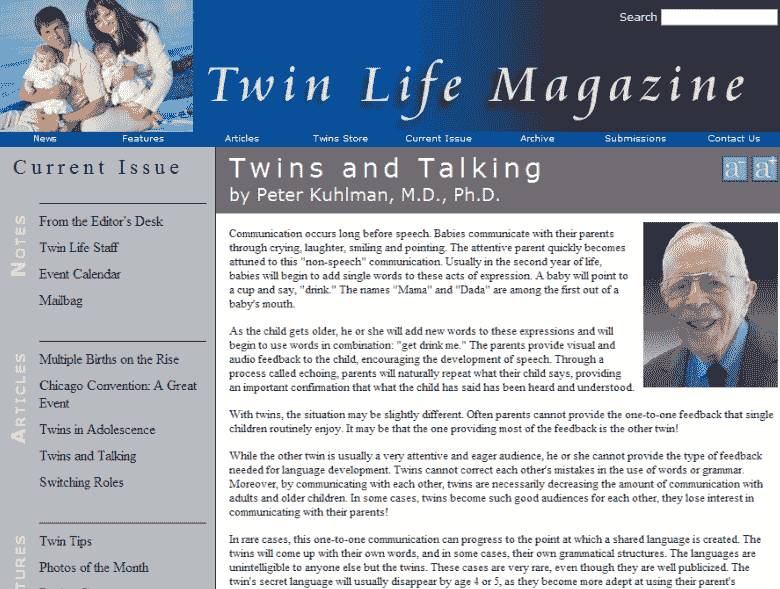 Search
Twin Life Magazine
News Features Articles Twins Store Current Issue Archive Submissions Contact Us
Current Issue
NOTES
From the Editor's Desk
Twin Life Staff
Event Calendar
Mailbag
ARTICLES
Multiple Births on the Rise
Chicago Convention: A Great
Event
Twins in Adolescence
Twins and Talking
Switching Roles
Twin Tips
Photos of the Month
Twins and Talking
by Peter Kuhlman, M.D., Ph.D.
a- a+
Communication occurs long before speech. Babies communicate with their parents
through crying, laughter, smiling and pointing. The attentive parent quickly becomes
attuned to this "non-speech" communication. Usually in the second year of life,
babies will begin to add single words to these acts of expression. A baby will point to
a cup and say, "drink." The names "Mama" and "Dada" are among the first out of a
baby's mouth.
As the child gets older, he or she will add new words to these expressions and will
begin to use words in combination: "get drink me." The parents provide visual and
audio feedback to the child, encouraging the development of speech. Through a
process called echoing, parents will naturally repeat what their child says, providing
an important confirmation that what the child has said has been heard and understood.
With twins, the situation may be slightly different. Often parents cannot provide the one-to-one feedback that single
children routinely enjoy. It may be that the one providing most of the feedback is the other twin!
While the other twin is usually a very attentive and eager audience, he or she cannot provide the type of feedback
needed for language development. Twins cannot correct each other's mistakes in the use of words or grammar.
Moreover, by communicating with each other, twins are necessarily decreasing the amount of communication with
adults and older children. In some cases, twins become such good audiences for each other, they lose interest in
communicating with their parents!
In rare cases, this one-to-one communication can progress to the point at which a shared language is created. The
twins will come up with their own words, and in some cases, their own grammatical structures. The languages are
unintelligible to anyone else but the twins. These cases are very rare, even though they are well publicized. The
twin's secret language will usually disappear by age 4 or 5, as they become more adept at using their parent's